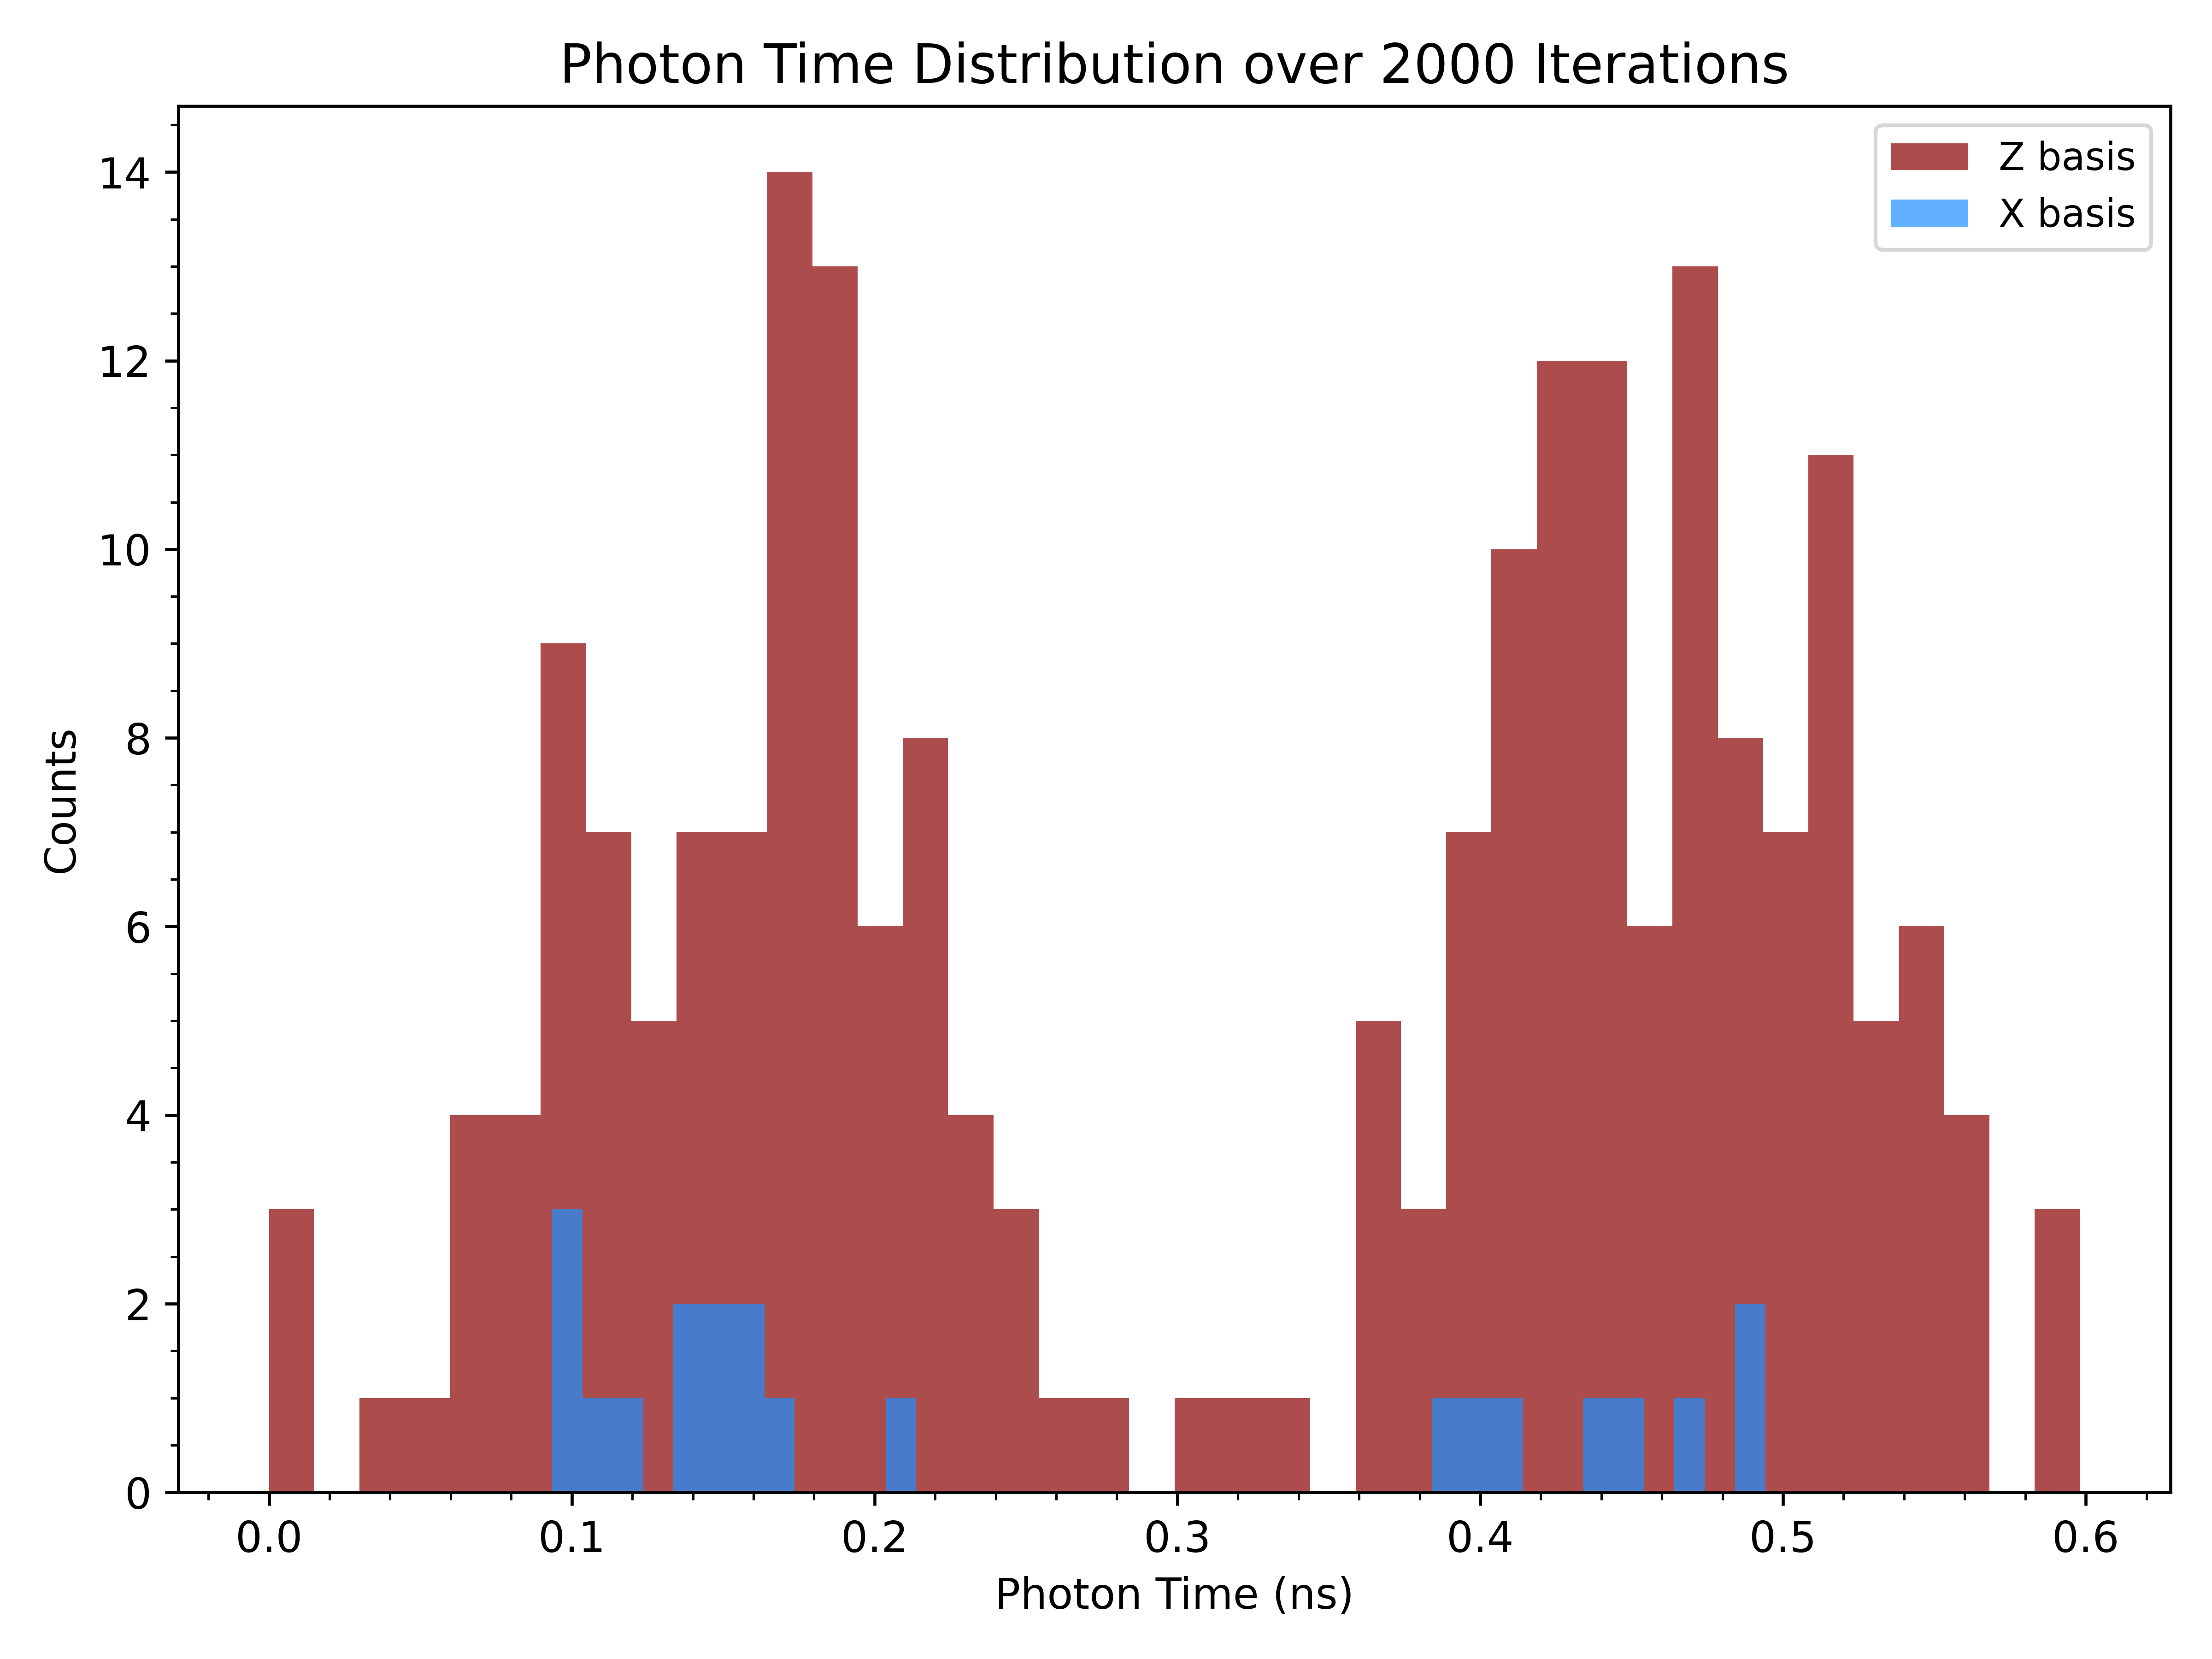 Photon Time Distribution over 2000 Iterations
Z basis
X basis
14
12
10
8
6
4
2
0
Counts
0.0 0.1 0.2 0.3 0.4 0.5 0.6
Photon Time (ns)